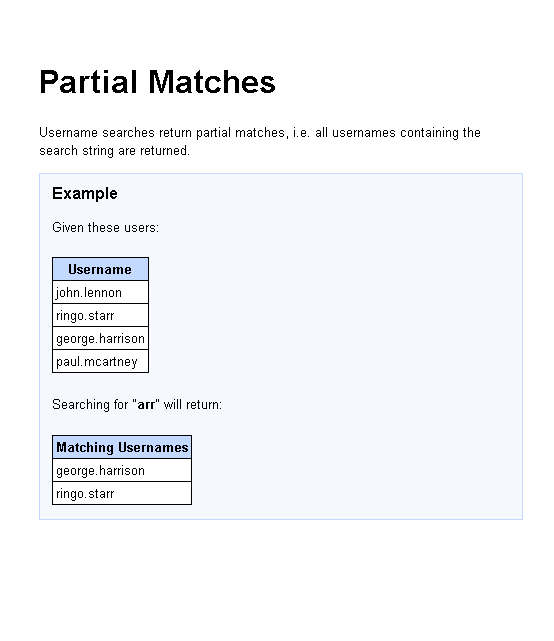 Partial Matches
Username searches return partial matches, i.e. all usernames containing the
search string are returned.
Example
Given these users:
Username
john.lennon
ringo.starr
george.harrison
paul.mcartney
Searching for "arr" will return:
Matching Usernames
george.harrison
ringo.starr